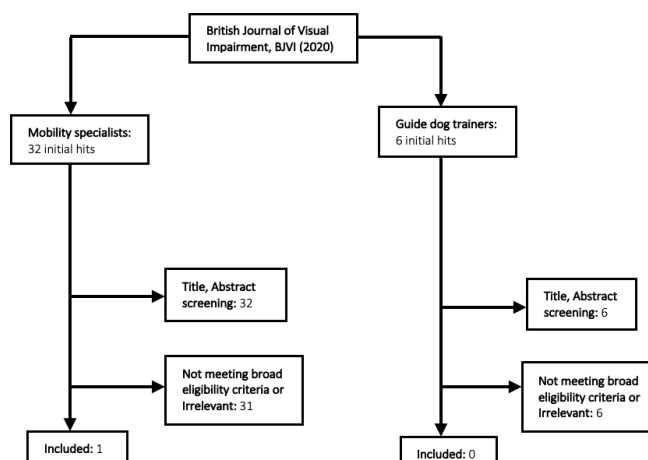 British Journal of Visual
Impairment, BJVI (2020)
Mobility specialists:
32 initial hits
Guide dog trainers:
6 initial hits
Title, Abstract
screening: 32
Title, Abstract
screening: 6
Not meeting broad
eligibility criteria or
Irrelevant: 31
Not meeting broad
eligibility criteria or
Irrelevant: 6
Included: 1
Included: 0